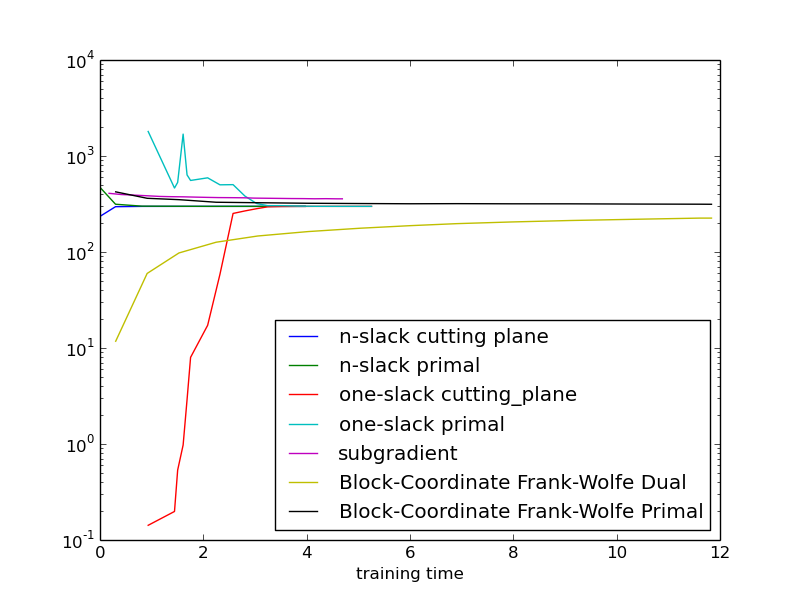 10^4
10^3
10^2
10^1
10^0
10^-1
0 2 4 6 8 10 12
training time
n-slack cutting plane
n-slack primal
one-slack cutting_plane
one-slack primal
subgradient
Block-Coordinate Frank-Wolfe Dual
Block-Coordinate Frank-Wolfe Primal